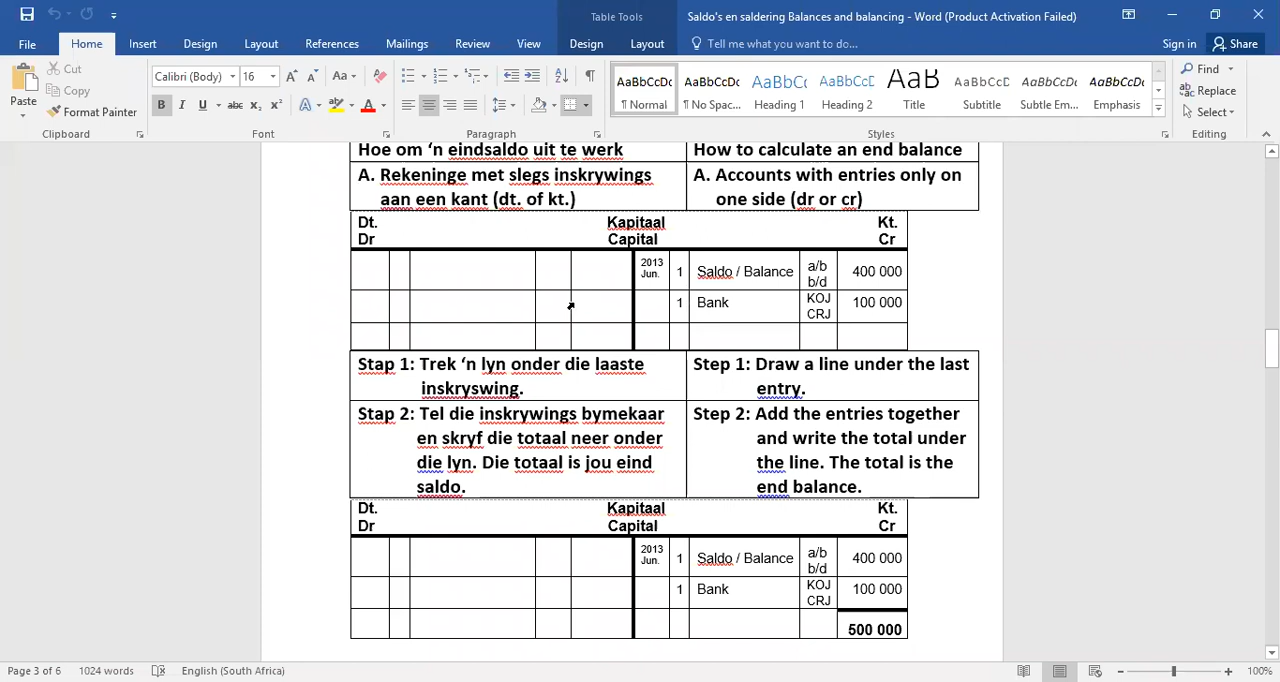 Table Tools
Saldo's en saldering Balances and balancing - Word (Product Activation Failed)
File Home Insert Design Layout References Mailings Review View Design Layout Tell me what you want to do... Sign in Share
Paste Cut Copy Format Painter
Calibri (Body) 16
AaBbCcDc AaBbCcDc AaBbCc AaBbCcD AaB AaBbCcD AaBbCcDc AaBbCcDc
¶ Normal ¶ No Spac... Heading 1 Heading 2 Title Subtitle Subtle Em... Emphasis
Find Replace Select
Clipboard Font Paragraph Styles Editing
Hoe om ‘n eindsaldo uit te werk How to calculate an end balance
A. Rekeninge met slegs inskrywings A. Accounts with entries only on
aan een kant (dt. of kt.) one side (dr or cr)
Dt. Kapitaal Kt.
Dr Capital Cr
2013 Jun. 1 Saldo / Balance a/b b/d 400 000
1 Bank KOJ CRJ 100 000
Stap 1: Trek ‘n lyn onder die laaste Step 1: Draw a line under the last
inskryswing. entry.
Stap 2: Tel die inskrywings bymekaar Step 2: Add the entries together
en skryf die totaal neer onder and write the total under
die lyn. Die totaal is jou eind the line. The total is the
saldo. end balance.
Dt. Kapitaal Kt.
Dr Capital Cr
2013 Jun. 1 Saldo / Balance a/b b/d 400 000
1 Bank KOJ CRJ 100 000
500 000
Page 3 of 6 1024 words English (South Africa) 100%